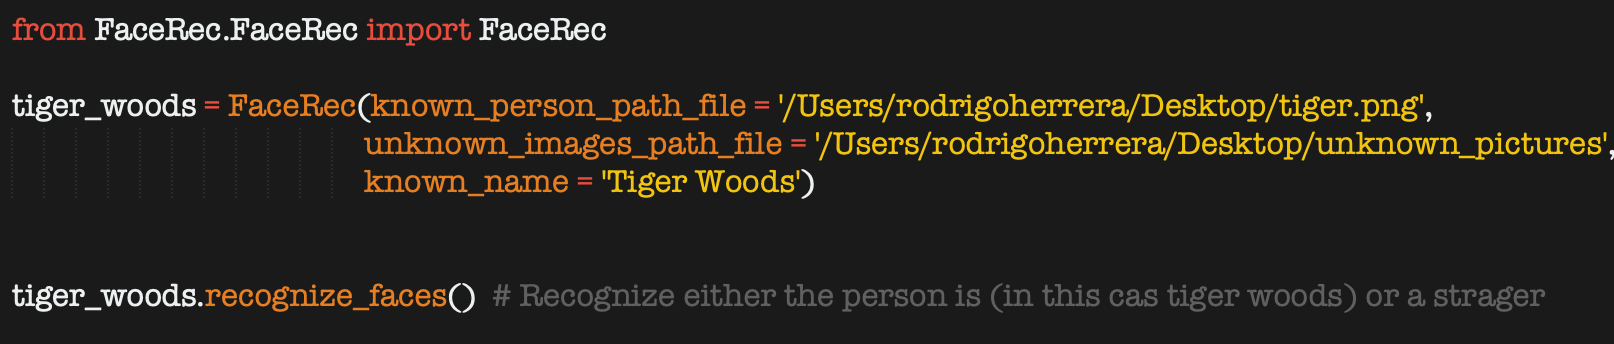 from FaceRec.FaceRec import FaceRec
tiger_woods = FaceRec(known_person_path_file = '/Users/rodrigoherrera/Desktop/tiger.png',
unknown_images_path_file = '/Users/rodrigoherrera/Desktop/unknown_pictures',
known_name = 'Tiger Woods')
tiger_woods.recognize_faces() # Recognize either the person is (in this cas tiger woods) or a strager